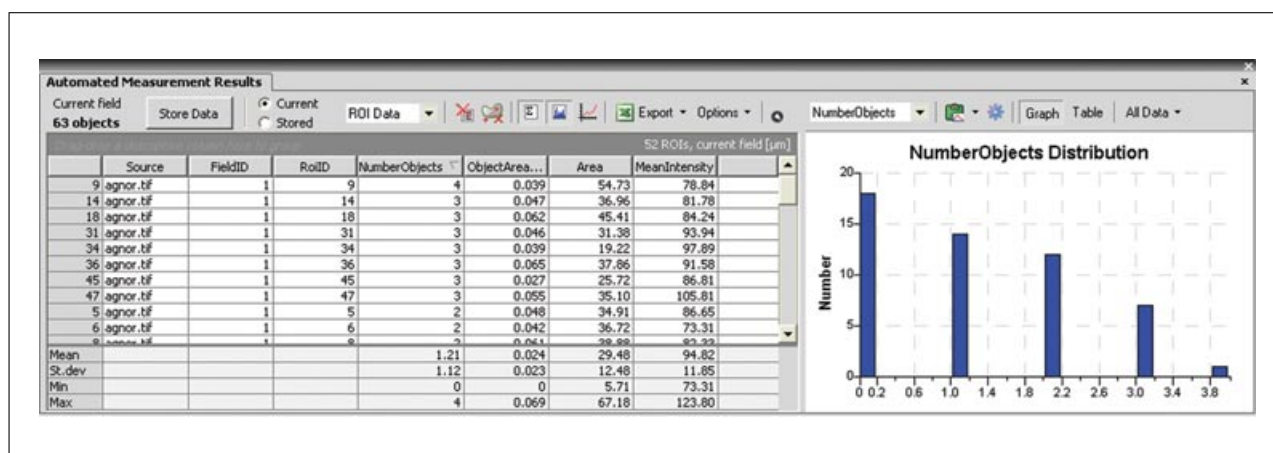 Automated Measurement Results
Current field
63 objects
Store Data
Current
Stored
ROI Data
Σ
Export
Options
NumberObjects
Graph
Table
All Data
52 ROIs, current field [µm]
Source FieldID RoiID NumberObjects ObjectArea... Area MeanIntensity
9 agnor.tif 1 9 4 0.039 54.73 78.84
14 agnor.tif 1 14 3 0.047 36.96 81.78
18 agnor.tif 1 18 3 0.062 45.41 84.24
31 agnor.tif 1 31 3 0.046 31.38 93.94
34 agnor.tif 1 34 3 0.039 19.22 97.89
36 agnor.tif 1 36 3 0.065 37.86 91.58
45 agnor.tif 1 45 3 0.027 25.72 86.81
47 agnor.tif 1 47 3 0.055 35.10 105.81
5 agnor.tif 1 5 2 0.048 34.91 86.65
6 agnor.tif 1 6 2 0.042 36.72 73.31
Mean 1.21 0.024 29.48 94.82
St.dev 1.12 0.023 12.48 11.85
Min 0 0 5.71 73.31
Max 4 0.069 67.18 123.80
NumberObjects Distribution
Number
20
15
10
5
0
0 0.2 0.6 1.0 1.4 1.8 2.2 2.6 3.0 3.4 3.8